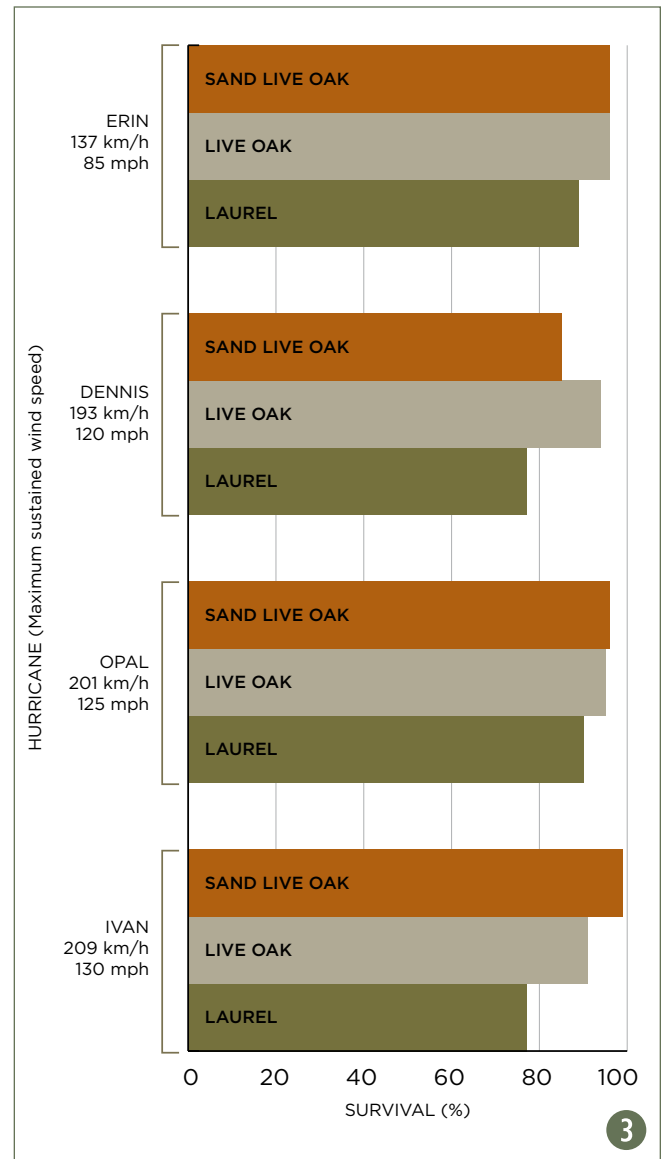 HURRICANE (Maximum sustained wind speed)
ERIN
137 km/h
85 mph
SAND LIVE OAK
LIVE OAK
LAUREL
DENNIS
193 km/h
120 mph
SAND LIVE OAK
LIVE OAK
LAUREL
OPAL
201 km/h
125 mph
SAND LIVE OAK
LIVE OAK
LAUREL
IVAN
209 km/h
130 mph
SAND LIVE OAK
LIVE OAK
LAUREL
0 20 40 60 80 100
SURVIVAL (%)
3